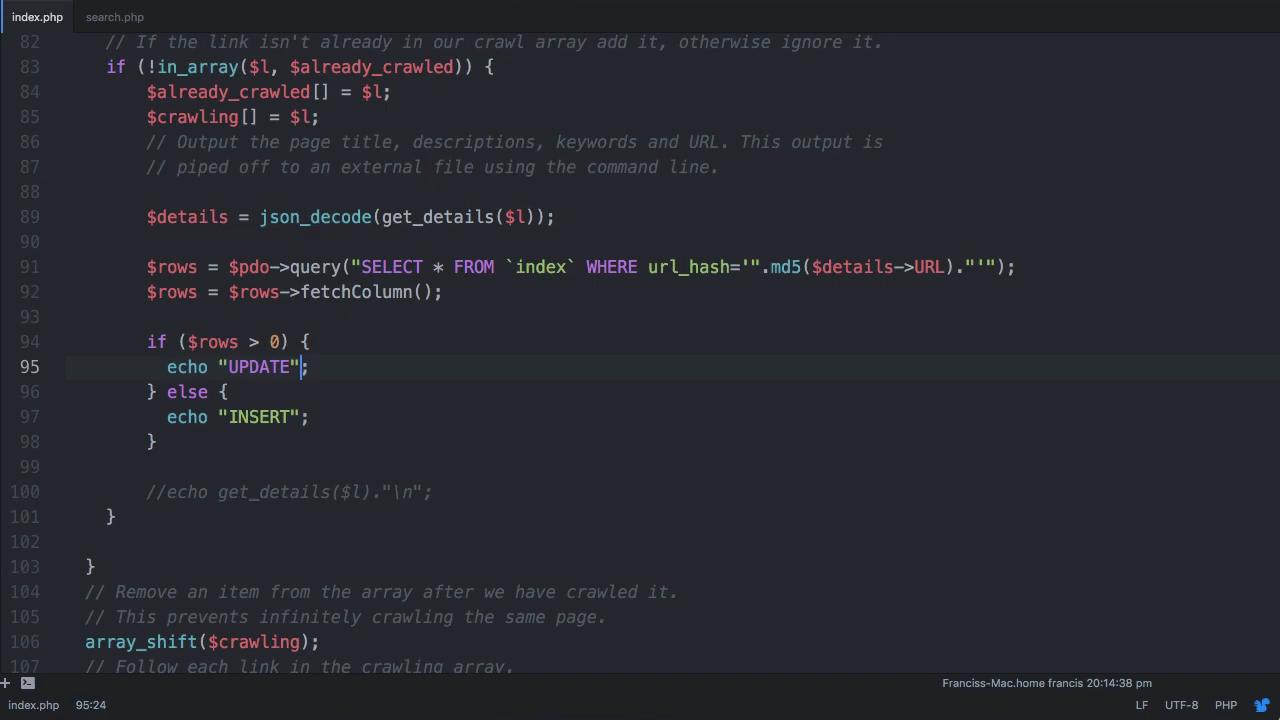 index.php search.php
82 // If the link isn't already in our crawl array add it, otherwise ignore it.
83 if (!in_array($l, $already_crawled)) {
84 $already_crawled[] = $l;
85 $crawling[] = $l;
86 // Output the page title, descriptions, keywords and URL. This output is
87 // piped off to an external file using the command line.
88
89 $details = json_decode(get_details($l));
90
91 $rows = $pdo->query("SELECT * FROM `index` WHERE url_hash='".md5($details->URL)."'");
92 $rows = $rows->fetchColumn();
93
94 if ($rows > 0) {
95 echo "UPDATE";
96 } else {
97 echo "INSERT";
98 }
99
100 //echo get_details($l)."\n";
101 }
102
103 }
104 // Remove an item from the array after we have crawled it.
105 // This prevents infinitely crawling the same page.
106 array_shift($crawling);
107 // Follow each link in the crawling array.
Franciss-Mac.home francis 20:14:38 pm
index.php 95:24 LF UTF-8 PHP